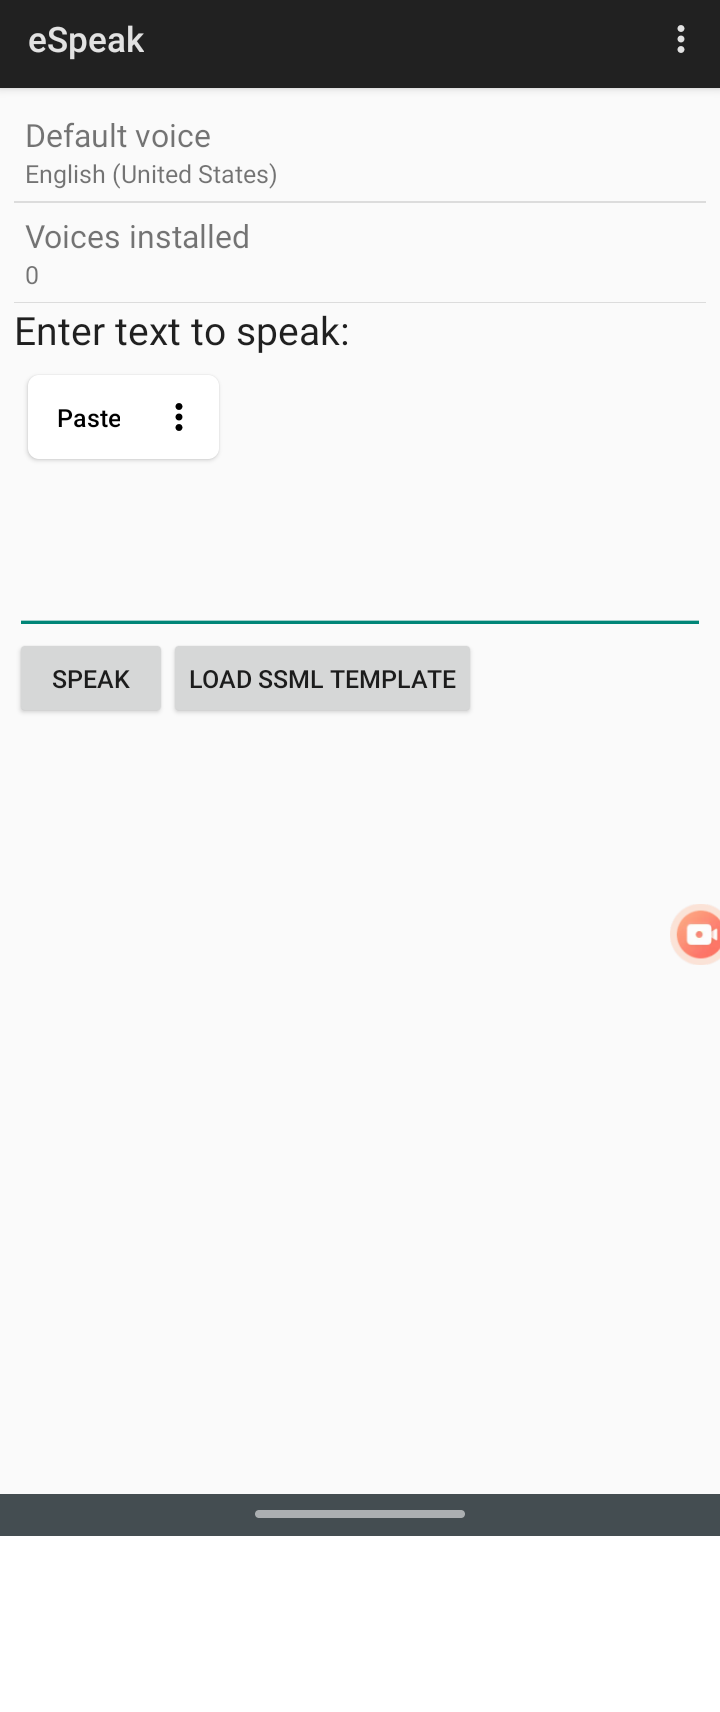 eSpeak
Default voice
English (United States)
Voices installed
0
Enter text to speak:
Paste
SPEAK
LOAD SSML TEMPLATE